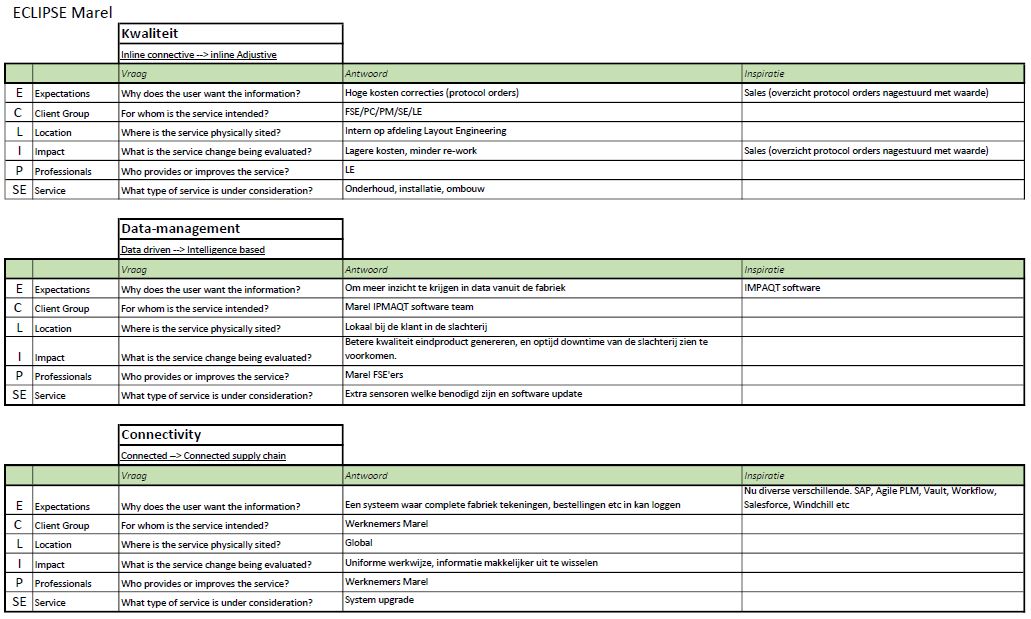 ECLIPSE Marel
Kwaliteit
Inline connective --> inline Adjustive
Vraag Antwoord Inspiratie
E Expectations Why does the user want the information? Hoge kosten correcties (protocol orders) Sales (overzicht protocol orders nagestuurd met waarde)
C Client Group For whom is the service intended? FSE/PC/PM/SE/LE
L Location Where is the service physically sited? Intern op afdeling Layout Engineering
I Impact What is the service change being evaluated? Lagere kosten, minder re-work Sales (overzicht protocol orders nagestuurd met waarde)
P Professionals Who provides or improves the service? LE
SE Service What type of service is under consideration? Onderhoud, installatie, ombouw
Data-management
Data driven --> Intelligence based
Vraag Antwoord Inspiratie
E Expectations Why does the user want the information? Om meer inzicht te krijgen in data vanuit de fabriek IMPAQT software
C Client Group For whom is the service intended? Marel IPMAQT software team
L Location Where is the service physically sited? Lokaal bij de klant in de slachterij
Betere kwaliteit eindproduct genereren, en optijd downtime van de slachterij zien te
I Impact What is the service change being evaluated? voorkomen.
P Professionals Who provides or improves the service? Marel FSE'ers
SE Service What type of service is under consideration? Extra sensoren welke benodigd zijn en software update
Connectivity
Connected --> Connected supply chain
Vraag Antwoord Inspiratie
Nu diverse verschillende. SAP, Agile PLM, Vault, Workflow,
E Expectations Why does the user want the information? Een systeem waar complete fabriek tekeningen, bestellingen etc in kan loggen Salesforce, Windchill etc
C Client Group For whom is the service intended? Werknemers Marel
L Location Where is the service physically sited? Global
I Impact What is the service change being evaluated? Uniforme werkwijze, informatie makkelijker uit te wisselen
P Professionals Who provides or improves the service? Werknemers Marel
SE Service What type of service is under consideration? System upgrade